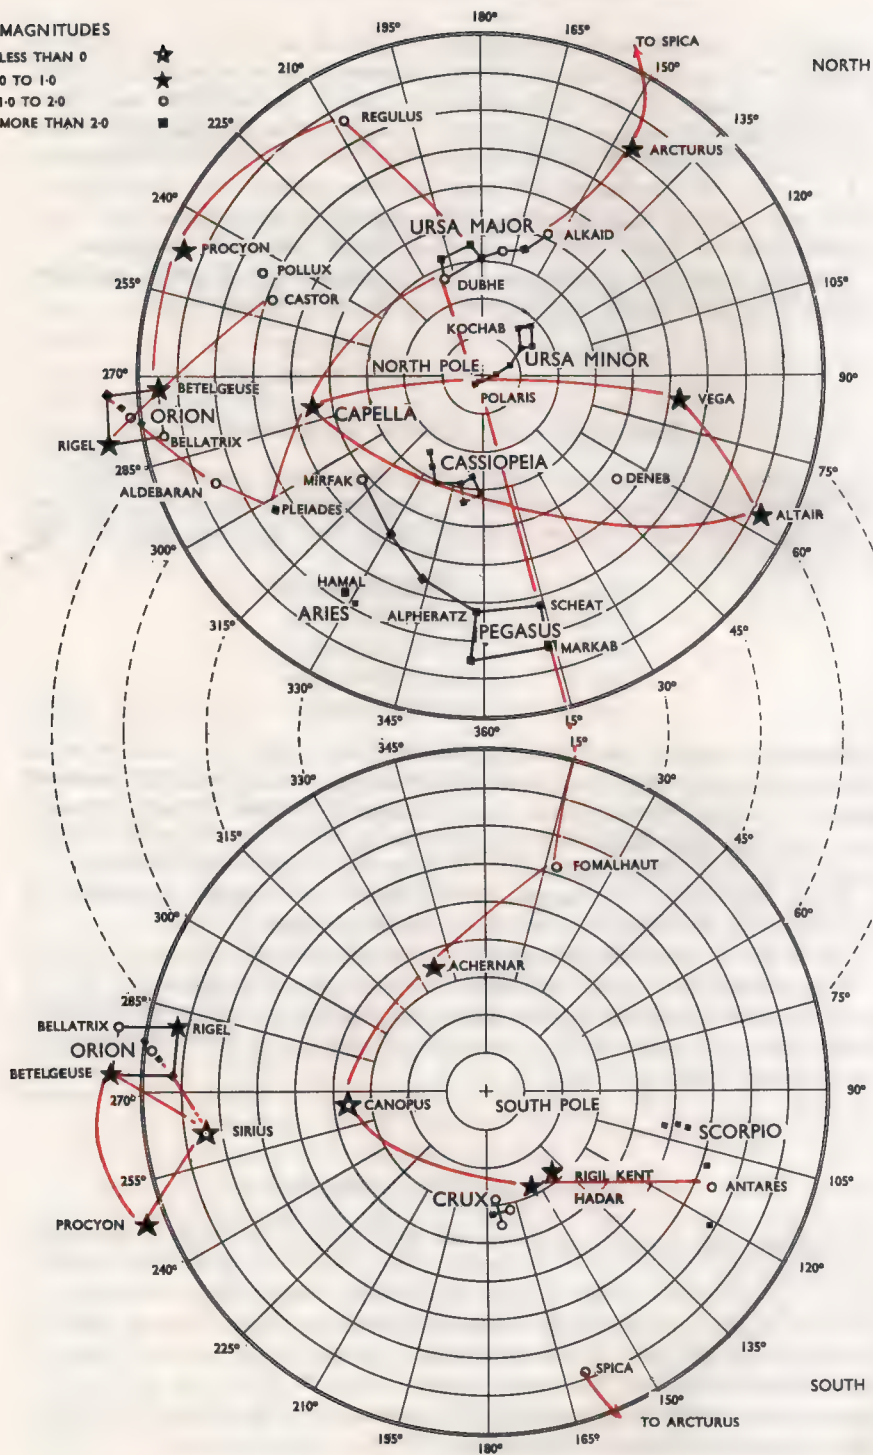 MAGNITUDES
LESS THAN 0
0 TO 1·0
1·0 TO 2·0
MORE THAN 2·0
NORTH
TO SPICA
180°
165°
150°
135°
120°
105°
90°
75°
60°
45°
30°
15°
360°
345°
330°
315°
300°
285°
270°
255°
240°
225°
210°
195°
REGULUS
ARCTURUS
URSA MAJOR
ALKAID
PROCYON
POLLUX
CASTOR
DUBHE
KOCHAB
URSA MINOR
NORTH POLE
POLARIS
BETELGEUSE
ORION
CAPELLA
VEGA
RIGEL
BELLATRIX
CASSIOPEIA
MIRFAK
DENEB
ALDEBARAN
PLEIADES
ALTAIR
HAMAL
ARIES
ALPHERATZ
SCHEAT
PEGASUS
MARKAB
15°
30°
45°
60°
75°
90°
105°
120°
135°
150°
165°
180°
195°
210°
225°
240°
255°
270°
285°
300°
315°
330°
345°
FOMALHAUT
ACHERNAR
BELLATRIX
RIGEL
ORION
BETELGEUSE
CANOPUS
SOUTH POLE
SCORPIO
SIRIUS
RIGIL KENT
HADAR
CRUX
ANTARES
PROCYON
SPICA
SOUTH
TO ARCTURUS